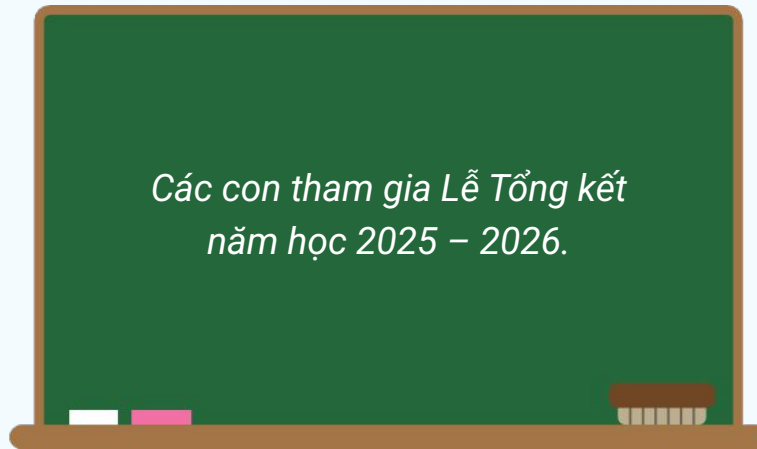 Các con tham gia Lễ Tổng kết
năm học 2025 – 2026.